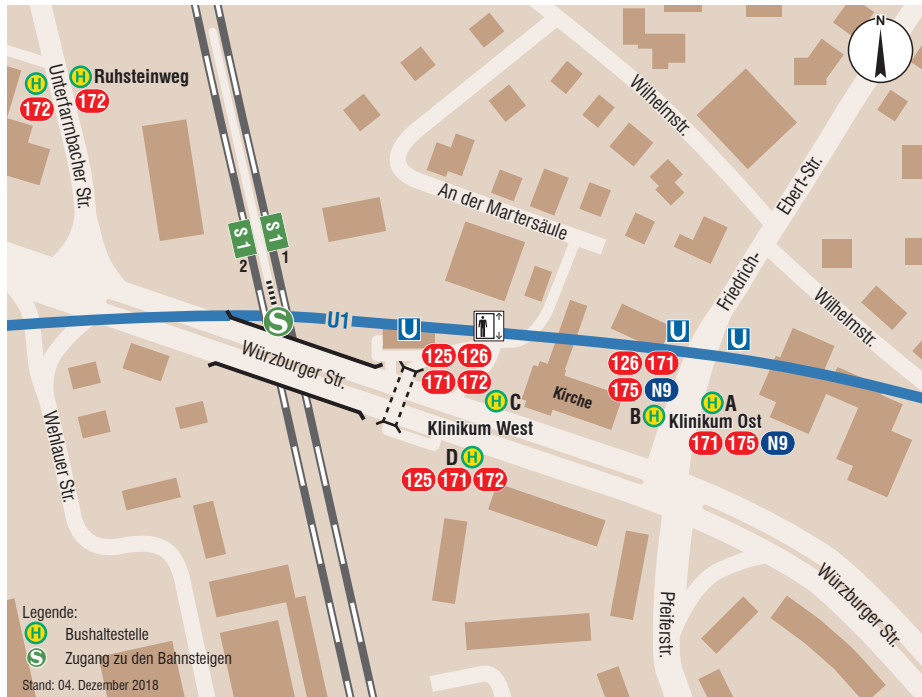 N
H
H Ruhsteinweg
172
172
Unterfarnbacher Str.
Wilhelmstr.
Ebert-Str.
An der Martersäule
S 1
1
S 1
2
Friedrich-
Wilhelmstr.
S
U1
U
U
U
Würzburger Str.
125 126
171 172
H C
Klinikum West
Kirche
126 171
175 N9
B H
H A
Klinikum Ost
171 175 N9
D H
125 171 172
Wehlauer Str.
Pfeiferstr.
Würzburger Str.
Legende:
H Bushaltestelle
S Zugang zu den Bahnsteigen
Stand: 04. Dezember 2018